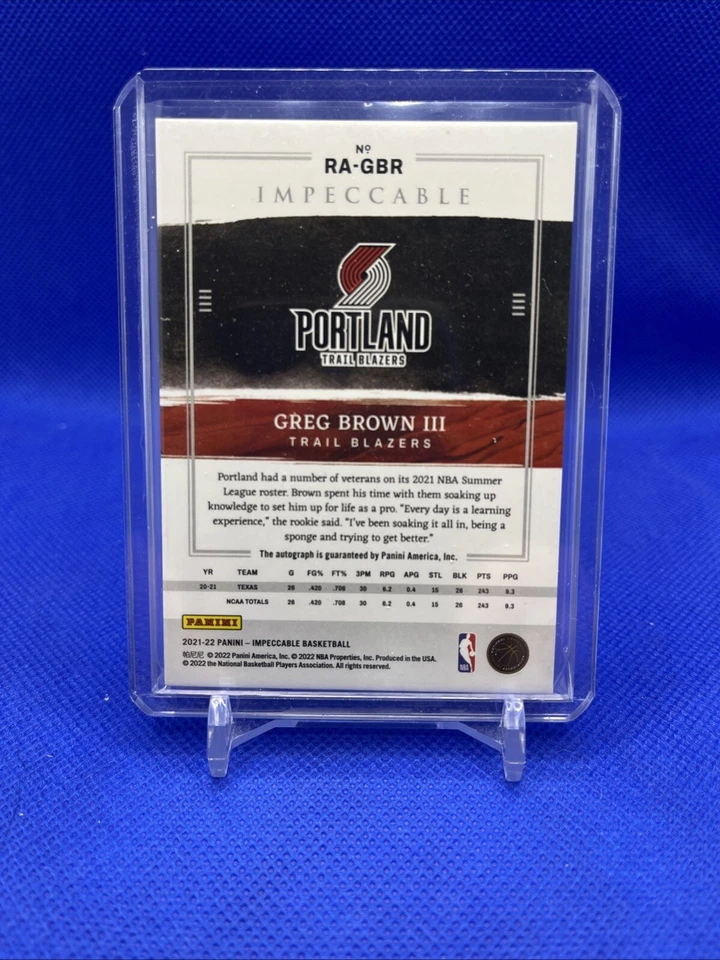 Nº
RA-GBR
IMPECCABLE
PORTLAND
TRAIL BLAZERS
GREG BROWN III
TRAIL BLAZERS
Portland had a number of veterans on its 2021 NBA Summer
League roster. Brown spent his time with them soaking up
knowledge to set him up for life as a pro. “Every day is a learning
experience,” the rookie said. “I’ve been soaking it all in, being a
sponge and trying to get better.”
The autograph is guaranteed by Panini America, Inc.
YR TEAM G FG% FT% 3PM RPG APG STL BLK PTS PPG
20-21 TEXAS 26 .420 .708 30 6.2 0.4 15 26 243 9.3
NCAA TOTALS 26 .420 .708 30 6.2 0.4 15 26 243 9.3
PANINI
2021-22 PANINI – IMPECCABLE BASKETBALL
帕尼尼 © 2022 Panini America, Inc. © 2022 NBA Properties, Inc. Produced in the USA.
© 2022 the National Basketball Players Association. All rights reserved.
NBA